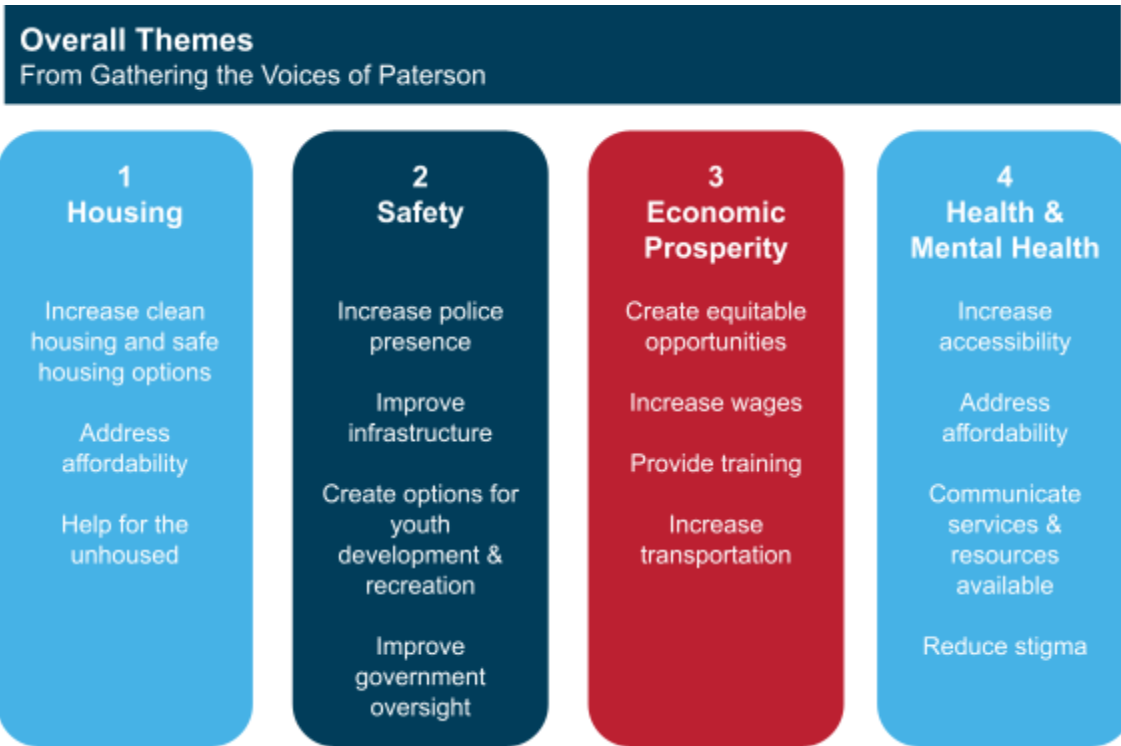 Overall Themes
From Gathering the Voices of Paterson
1
Housing
Increase clean
housing and safe
housing options
Address
affordability
Help for the
unhoused
2
Safety
Increase police
presence
Improve
infrastructure
Create options for
youth
development &
recreation
Improve
government
oversight
3
Economic
Prosperity
Create equitable
opportunities
Increase wages
Provide training
Increase
transportation
4
Health &
Mental Health
Increase
accessibility
Address
affordability
Communicate
services &
resources
available
Reduce stigma